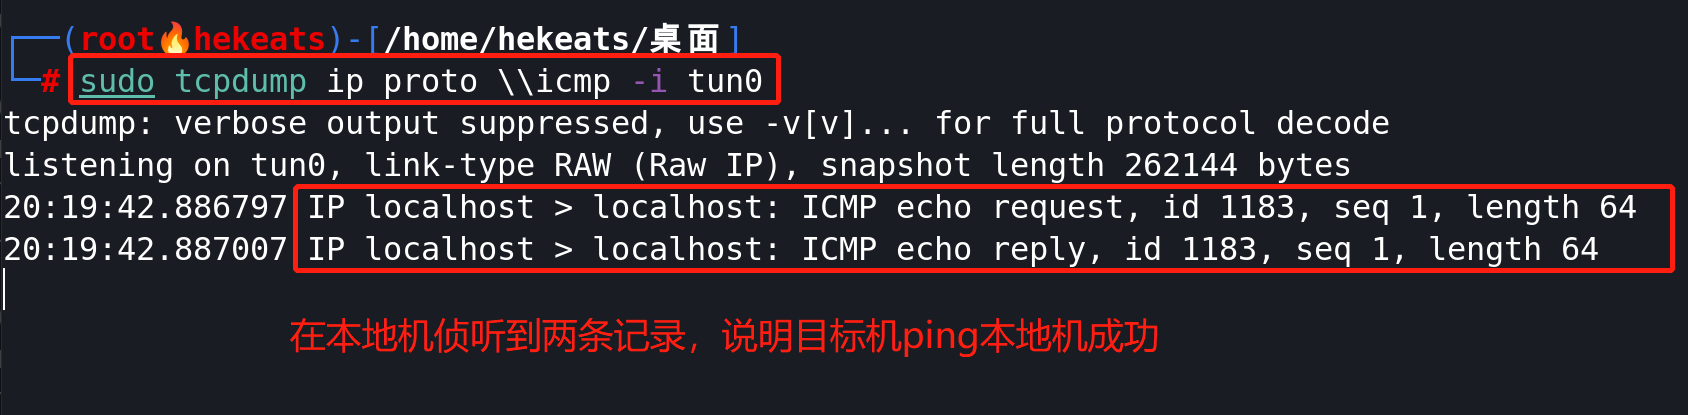 (root🔥hekeats)-[/home/hekeats/桌面]
# sudo tcpdump ip proto \\icmp -i tun0
tcpdump: verbose output suppressed, use -v[v]... for full protocol decode
listening on tun0, link-type RAW (Raw IP), snapshot length 262144 bytes
20:19:42.886797 IP localhost > localhost: ICMP echo request, id 1183, seq 1, length 64
20:19:42.887007 IP localhost > localhost: ICMP echo reply, id 1183, seq 1, length 64
在本地机侦听到两条记录，说明目标机ping本地机成功